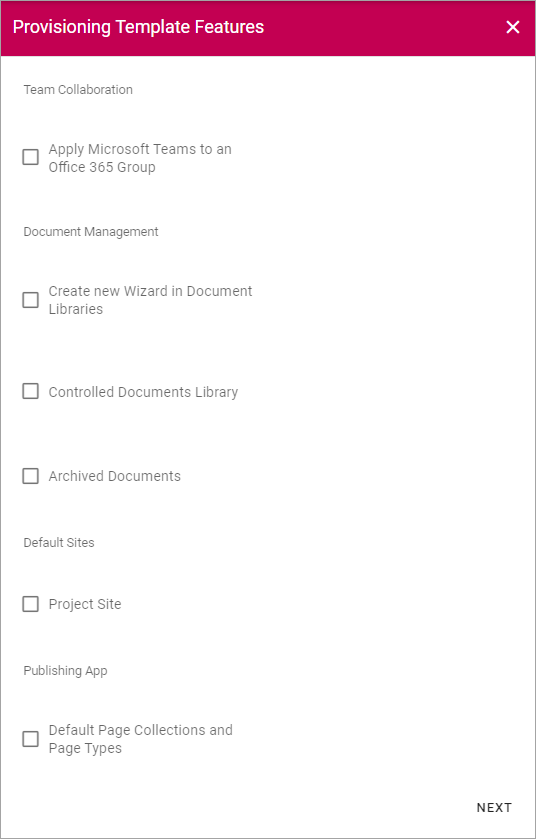 Provisioning Template Features
Team Collaboration
Apply Microsoft Teams to an
Office 365 Group
Document Management
Create new Wizard in Document
Libraries
Controlled Documents Library
Archived Documents
Default Sites
Project Site
Publishing App
Default Page Collections and
Page Types
NEXT